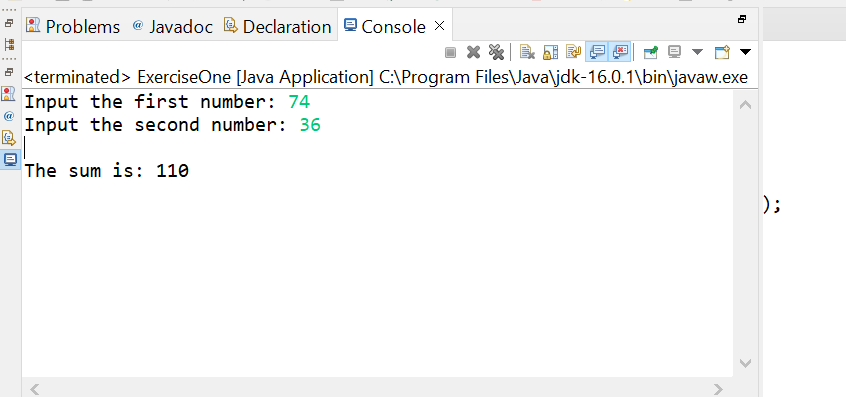 Problems @ Javadoc Declaration Console
<terminated> ExerciseOne [Java Application] C:\Program Files\Java\jdk-16.0.1\bin\javaw.exe
Input the first number: 74
Input the second number: 36
The sum is: 110
);